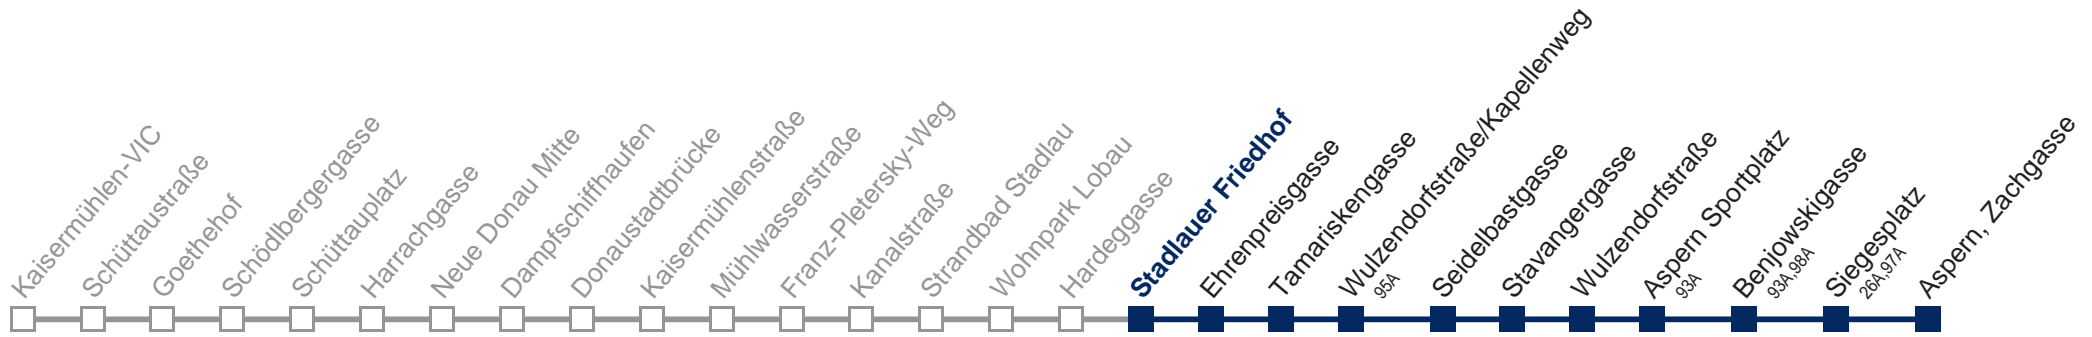 Kaisermühlen-VIC
Schüttaustraße
Goethehof
Schödlbergergasse
Schüttauplatz
Harrachgasse
Neue Donau Mitte
Dampfschiffhaufen
Donaustadtbrücke
Kaisermühlenstraße
Mühlwasserstraße
Franz-Pletersky-Weg
Kanalstraße
Strandbad Stadlau
Wohnpark Lobau
Hardeggasse
Stadlauer Friedhof
Ehrenpreisgasse
Tamariskengasse
Wulzendorfstraße/Kapellenweg
95A
Seidelbastgasse
Stavangergasse
Wulzendorfstraße
Aspern Sportplatz
93A
Benjowskigasse
93A,98A
Siegesplatz
26A,97A
Aspern, Zachgasse